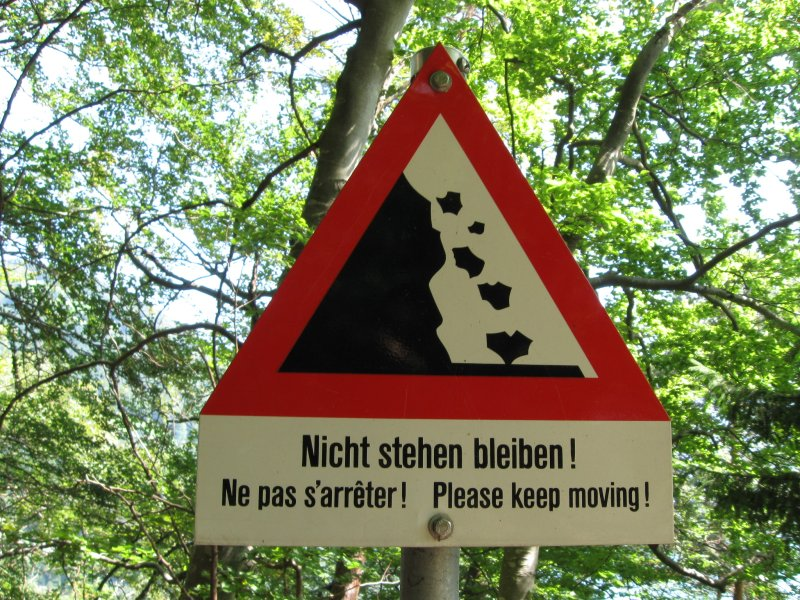 Nicht stehen bleiben!
Ne pas s'arrêter! Please keep moving!